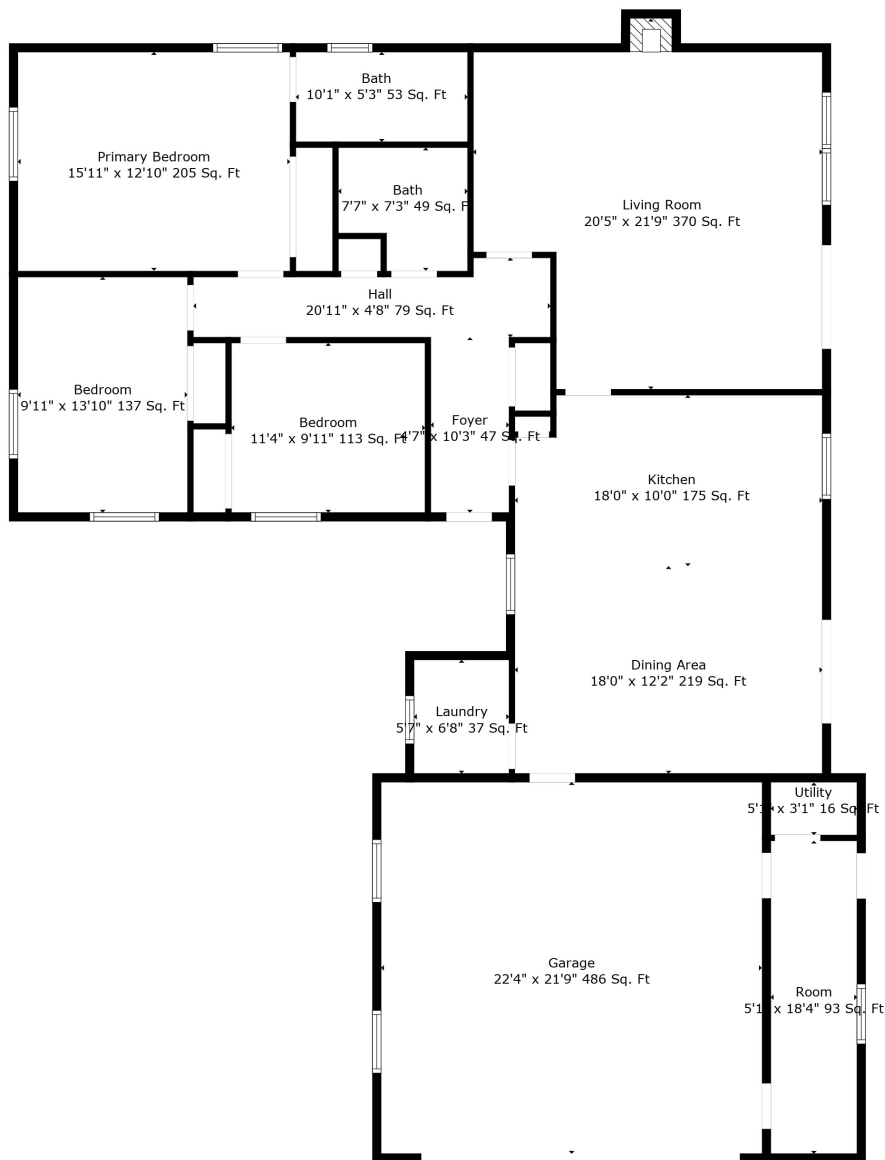 Bath
10'1" x 5'3" 53 Sq. Ft
Primary Bedroom
15'11" x 12'10" 205 Sq. Ft
Bath
7'7" x 7'3" 49 Sq. F
Living Room
20'5" x 21'9" 370 Sq. Ft
Hall
20'11" x 4'8" 79 Sq. Ft
Bedroom
9'11" x 13'10" 137 Sq. Ft
Bedroom
11'4" x 9'11" 113 Sq. Ft
Foyer
4'7" x 10'3" 47 Sq. Ft
Kitchen
18'0" x 10'0" 175 Sq. Ft
Dining Area
18'0" x 12'2" 219 Sq. Ft
Laundry
5'7" x 6'8" 37 Sq. Ft
Utility
x 3'1" 16 Sq. Ft
Garage
22'4" x 21'9" 486 Sq. Ft
Room
x 18'4" 93 Sq. Ft